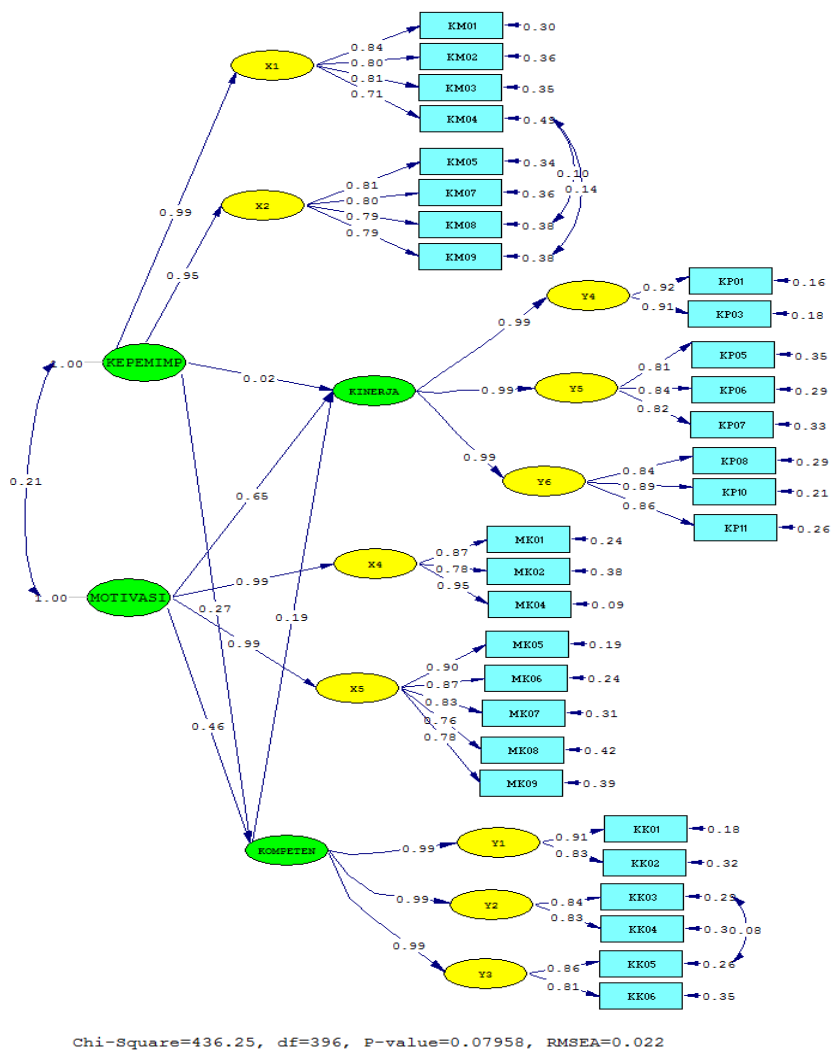 KM01 0.30
0.84
X1 0.80 KM02 0.36
0.81 KM03 0.35
0.71
KM04 0.49
KM05 0.34
0.10
0.81 0.14
0.99 X2 0.80 KM07 0.36
0.79 KM08 0.38
0.79
KM09 0.38
0.95
KP01 0.16
0.92
Y4 0.91
KP03 0.18
0.99
KP05 0.35
1.00 KEPEMIMP 0.81
0.02 KINERJA 0.99 Y5 0.84 KP06 0.29
0.82
KP07 0.33
0.99 KP08 0.29
0.84
0.21 Y6 0.89 KP10 0.21
0.65 0.86
KP11 0.26
MK01 0.24
0.87
X4 0.78 MK02 0.38
0.99 0.95
1.00 MOTIVASI MK04 0.09
0.27 0.19
0.99 MK05 0.19
0.90
X5 0.87 MK06 0.24
0.83
0.76 MK07 0.31
0.46 0.78
MK08 0.42
MK09 0.39
KK01 0.18
0.91
KOMPETEN 0.99 Y1 0.83
KK02 0.32
0.99 Y2 0.84 KK03 0.29
0.83 KK04 0.30 0.08
0.99
Y3 0.86 KK05 0.26
0.81
KK06 0.35
Chi-Square=436.25, df=396, P-value=0.07958, RMSEA=0.022